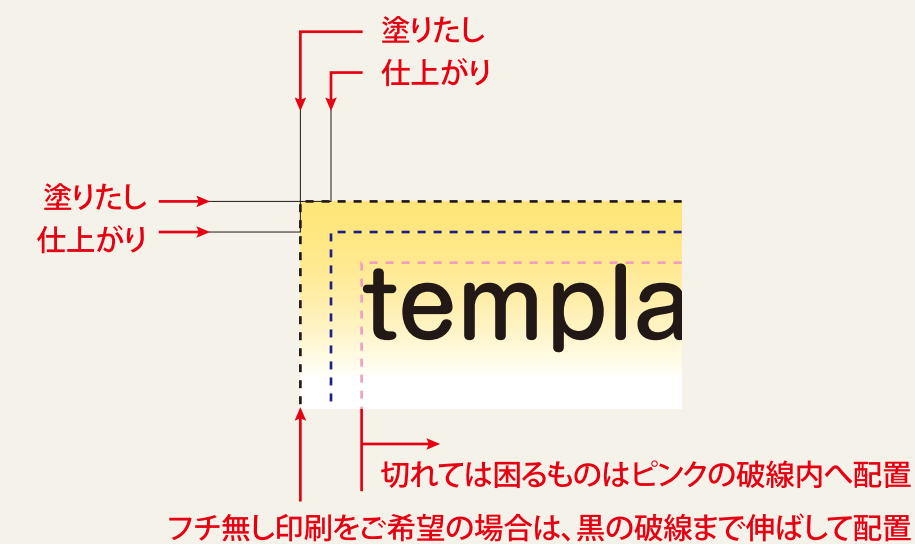 塗りたし
仕上がり
塗りたし
仕上がり
templa
切れては困るものはピンクの破線内へ配置
フチ無し印刷をご希望の場合は、黒の破線まで伸ばして配置